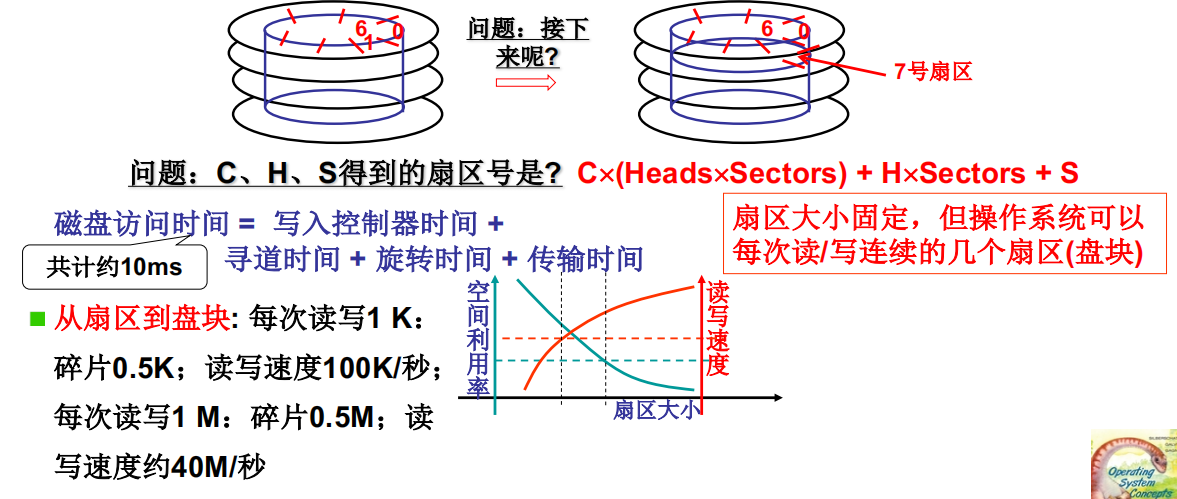 6
0
1
问题：接下
来呢?
6
0
7号扇区
问题：C、H、S得到的扇区号是? C×(Heads×Sectors) + H×Sectors + S
磁盘访问时间 = 写入控制器时间 +
寻道时间 + 旋转时间 + 传输时间
共计约10ms
扇区大小固定，但操作系统可以
每次读/写连续的几个扇区(盘块)
从扇区到盘块: 每次读写1 K：
碎片0.5K；读写速度100K/秒；
每次读写1 M：碎片0.5M；读
写速度约40M/秒
空间利用率
读写速度
扇区大小
Operating
System
Concepts